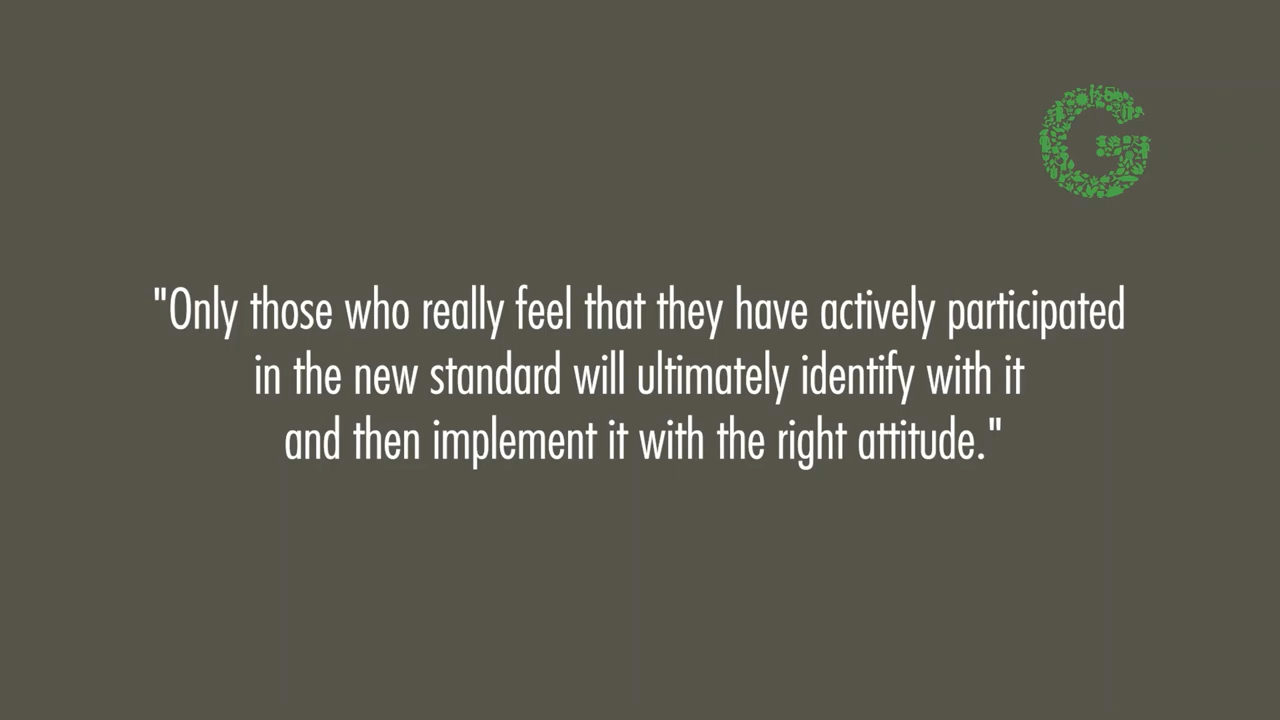 G
"Only those who really feel that they have actively participated
in the new standard will ultimately identify with it
and then implement it with the right attitude."